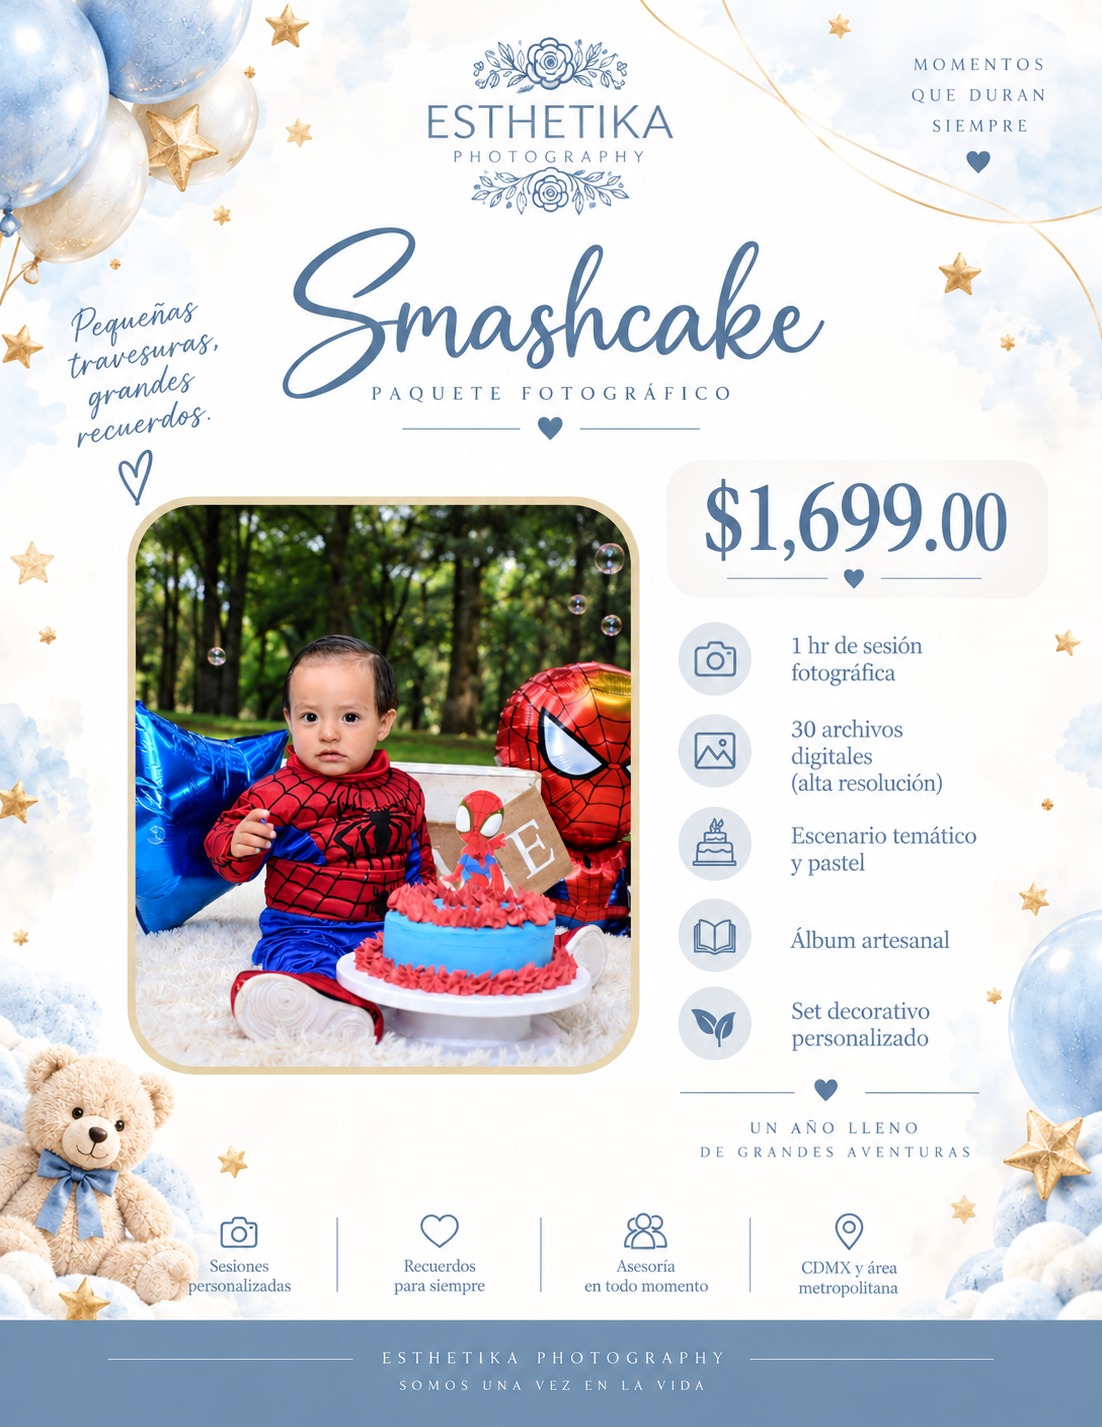 ESTHETIKA
PHOTOGRAPHY
MOMENTOS
QUE DURAN
SIEMPRE
Smashcake
PAQUETE FOTOGRÁFICO
Pequeñas
travesuras,
grandes
recuerdos.
$1,699.00
1 hr de sesión
fotográfica
30 archivos
digitales
(alta resolución)
Escenario temático
y pastel
Álbum artesanal
Set decorativo
personalizado
E
UN AÑO LLENO
DE GRANDES AVENTURAS
Sesiones
personalizadas
Recuerdos
para siempre
Asesoría
en todo momento
CDMX y área
metropolitana
ESTHETIKA PHOTOGRAPHY
SOMOS UNA VEZ EN LA VIDA